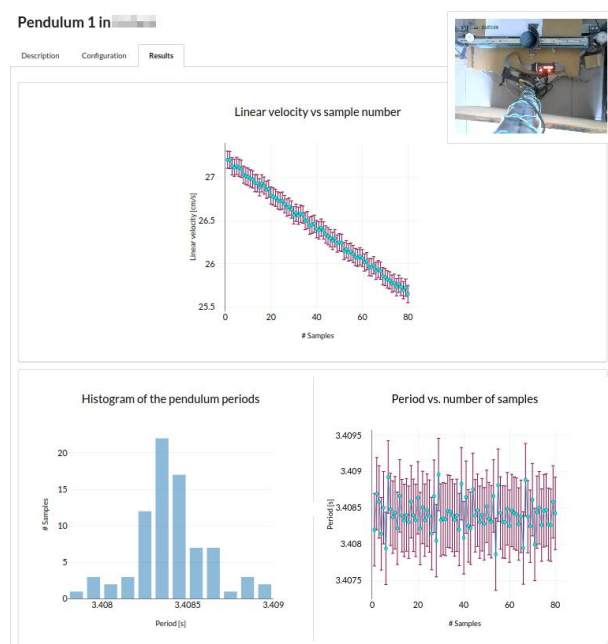 Pendulum 1 in
Description Configuration Results
Linear velocity vs sample number
27
26.5
26
25.5
Linear velocity [cm/s]
0 20 40 60 80
# Samples
Histogram of the pendulum periods
20
15
10
5
0
# Samples
3.408 3.4085 3.409
Period [s]
Period vs. number of samples
3.4095
3.409
3.4085
3.408
3.4075
Period [s]
0 20 40 60 80
# Samples